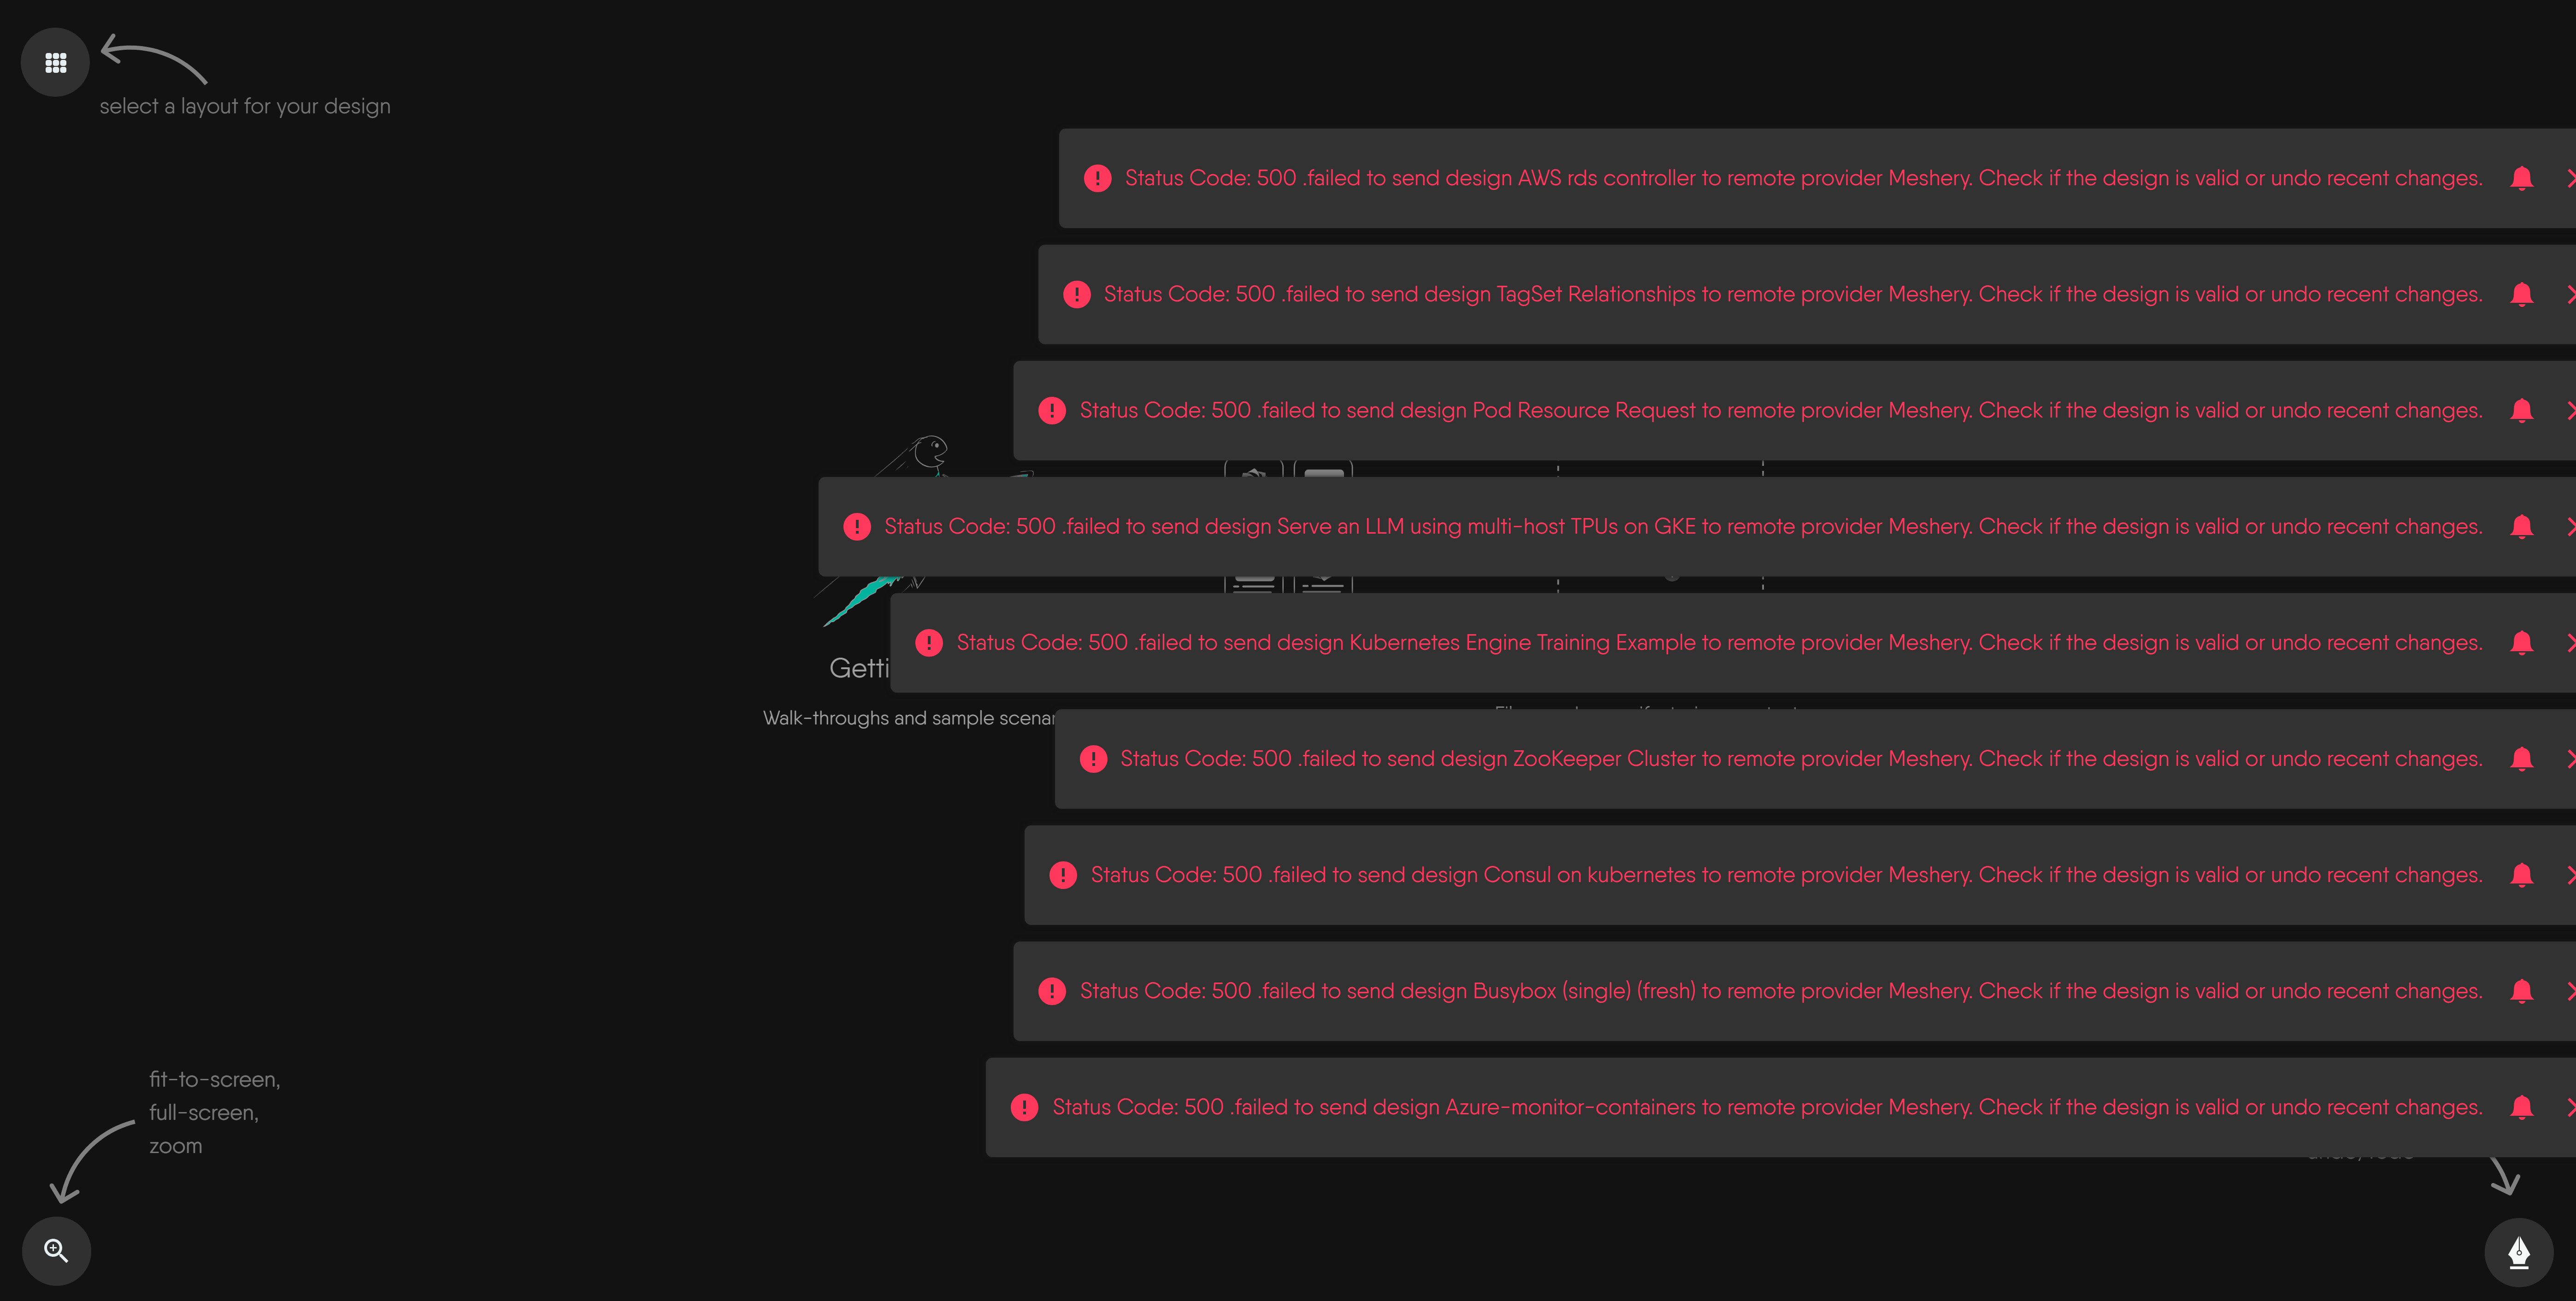 select a layout for your design
Status Code: 500 .failed to send design AWS rds controller to remote provider Meshery. Check if the design is valid or undo recent changes.
Status Code: 500 .failed to send design TagSet Relationships to remote provider Meshery. Check if the design is valid or undo recent changes.
Status Code: 500 .failed to send design Pod Resource Request to remote provider Meshery. Check if the design is valid or undo recent changes.
Status Code: 500 .failed to send design Serve an LLM using multi-host TPUs on GKE to remote provider Meshery. Check if the design is valid or undo recent changes.
Status Code: 500 .failed to send design Kubernetes Engine Training Example to remote provider Meshery. Check if the design is valid or undo recent changes.
Getti
Walk-throughs and sample scenar
Status Code: 500 .failed to send design ZooKeeper Cluster to remote provider Meshery. Check if the design is valid or undo recent changes.
Status Code: 500 .failed to send design Consul on kubernetes to remote provider Meshery. Check if the design is valid or undo recent changes.
Status Code: 500 .failed to send design Busybox (single) (fresh) to remote provider Meshery. Check if the design is valid or undo recent changes.
Status Code: 500 .failed to send design Azure-monitor-containers to remote provider Meshery. Check if the design is valid or undo recent changes.
fit-to-screen,
full-screen,
zoom